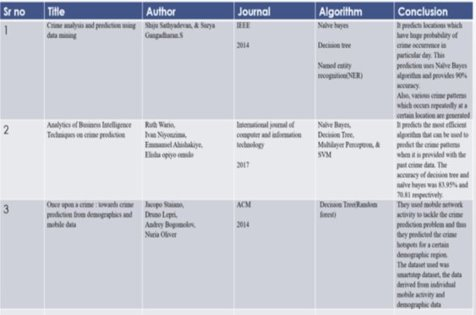 Sr no Title Author Journal Algorithm Conclusion
1
Crime analysis and prediction using
data mining
Shiju Sathyadevan, & Surya
Gangadharan.S
IEEE
2014
Naïve bayes
Decision tree
Named entity
recognition(NER)
It predicts locations which
have huge probability of
crime occurrence in
particular day. This
prediction uses Naïve Bayes
algorithm and provides 90%
accuracy.
Also, various crime patterns
which occurs repeatedly at a
certain location are generated
2
Analytics of Business Intelligence
Techniques on crime prediction
Ruth Wario,
Ivan Niyonzima,
Emmanuel Ahishakiye,
Elisha opiyo omulo
International journal of
computer and information
technology
2017
Naïve Bayes,
Decision Tree,
Multilayer Perceptron, &
SVM
It predicts the most efficient
algorithm that can be used to
predict the crime patterns
when it is provided with the
past crime data. The
accuracy of decision tree and
naïve bayes was 83.95% and
70.81 respectively.
3
Once upon a crime : towards crime
prediction from demographics and
mobile data
Jacopo Staiano,
Bruno Lepri,
Andrey Bogomolov,
Nuria Oliver
ACM
2014
Decision Tree(Random
forest)
They used mobile network
activity to tackle the crime
prediction problem and thus
they predicted the crime
hotspots for a certain
demographic region.
The dataset used was
smartstep dataset, the data
derived from individual
mobile activity and
demographic data